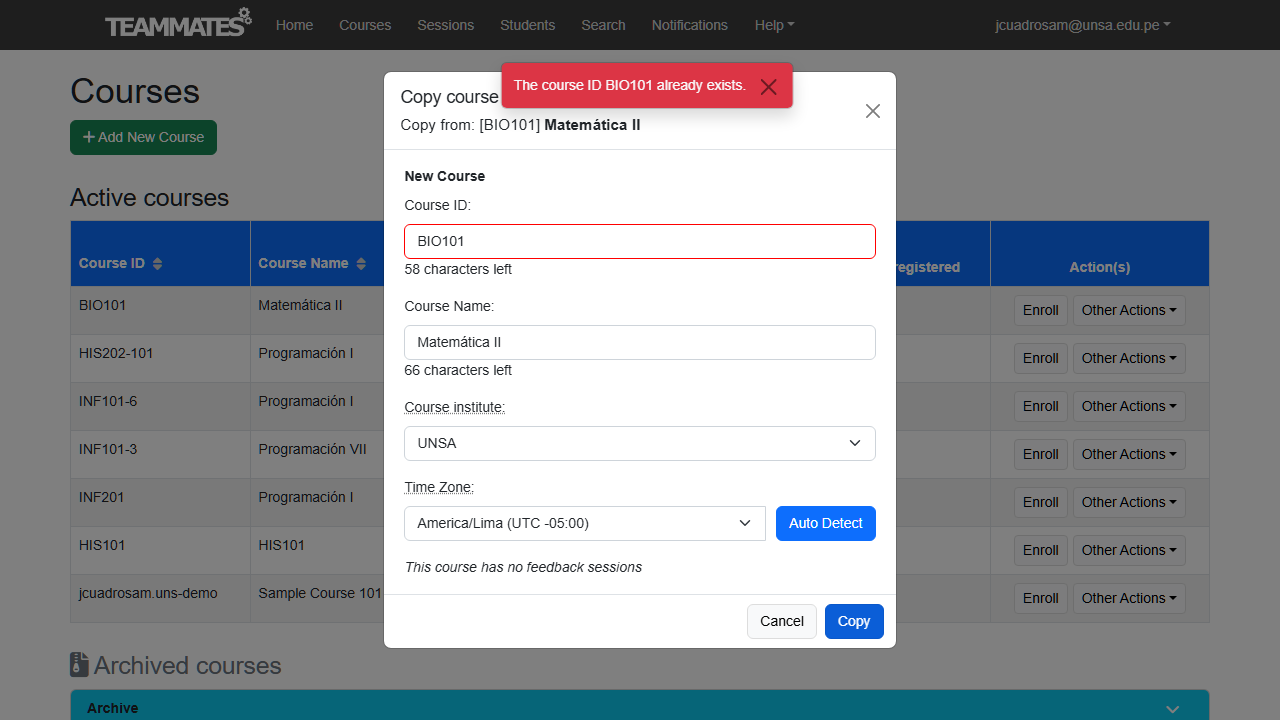 TEAMMATES Home Courses Sessions Students Search Notifications Help jcuadrosam@unsa.edu.pe
The course ID BIO101 already exists.
Courses
Add New Course
Active courses
Course ID Course Name registered Action(s)
BIO101 Matemática II Enroll Other Actions
HIS202-101 Programación I Enroll Other Actions
INF101-6 Programación I Enroll Other Actions
INF101-3 Programación VII Enroll Other Actions
INF201 Programación I Enroll Other Actions
HIS101 HIS101 Enroll Other Actions
jcuadrosam.uns-demo Sample Course 101 Enroll Other Actions
Archived courses
Archive
Copy course
Copy from: [BIO101] Matemática II
New Course
Course ID:
BIO101
58 characters left
Course Name:
Matemática II
66 characters left
Course institute:
UNSA
Time Zone:
America/Lima (UTC -05:00) Auto Detect
This course has no feedback sessions
Cancel Copy